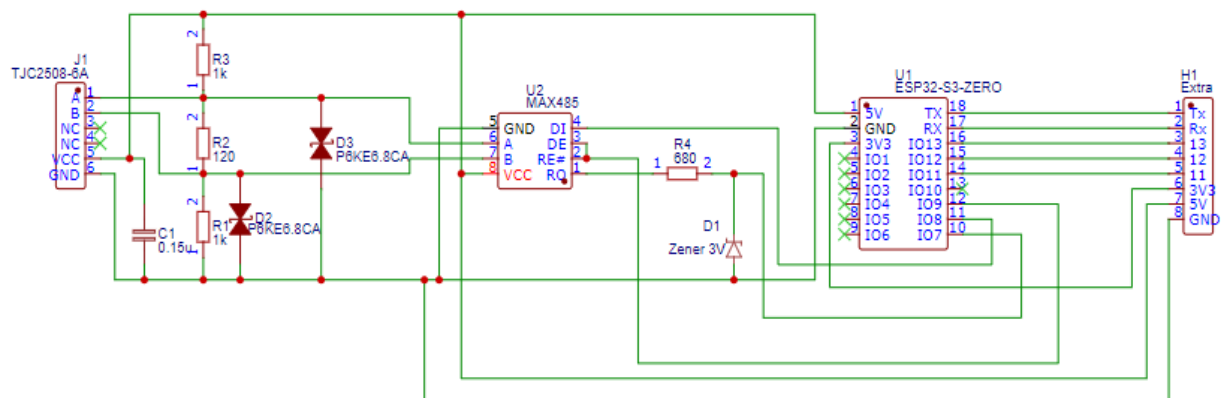 J1
TJC2508-6A
A 1
B 2
NC 3
NC 4
VCC 5
GND 6
2
R3
1k
1
2
R2
120
1
2
R1
1k
1
C1
0.15u
D3
P6KE6.8CA
D2
P6KE6.8CA
U2
MAX485
5 GND DI 4
6 A DE 3
7 B RE# 2
8 VCC RO 1
R4
1 680 2
D1
Zener 3V
U1
ESP32-S3-ZERO
1 5V TX 18
2 GND RX 17
3 3V3 IO13 16
4 IO1 IO12 15
5 IO2 IO11 14
6 IO3 IO10 13
7 IO4 IO9 12
8 IO5 IO8 11
9 IO6 IO7 10
H1
Extra
1 Tx
2 Rx
3 13
4 12
5 11
6 3V3
7 5V
8 GND